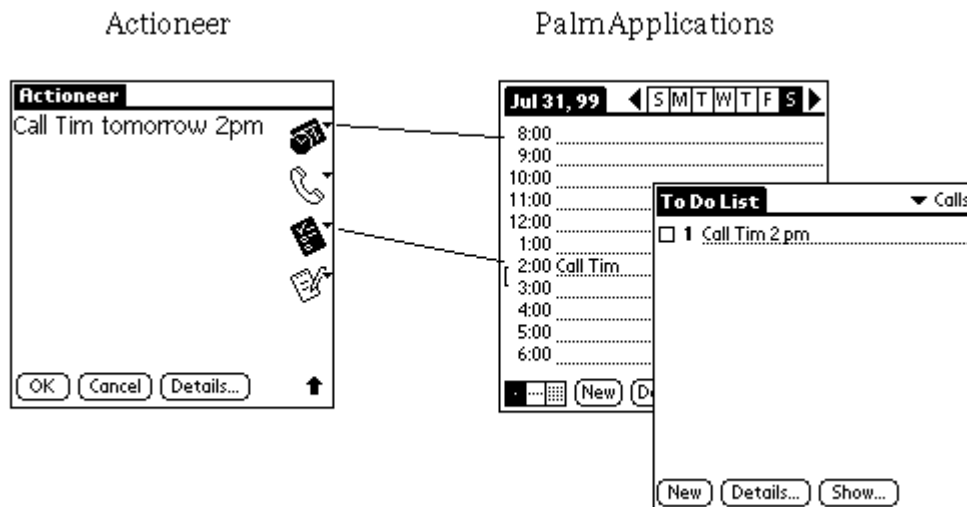 Actioneer
PalmApplications
Actioneer
Call Tim tomorrow 2pm
OK Cancel Details...
Jul 31, 99 S M T W T F S
8:00
9:00
10:00
11:00
12:00
1:00
2:00 Call Tim
3:00
4:00
5:00
6:00
New D
To Do List Calls
1 Call Tim 2 pm
New Details... Show...